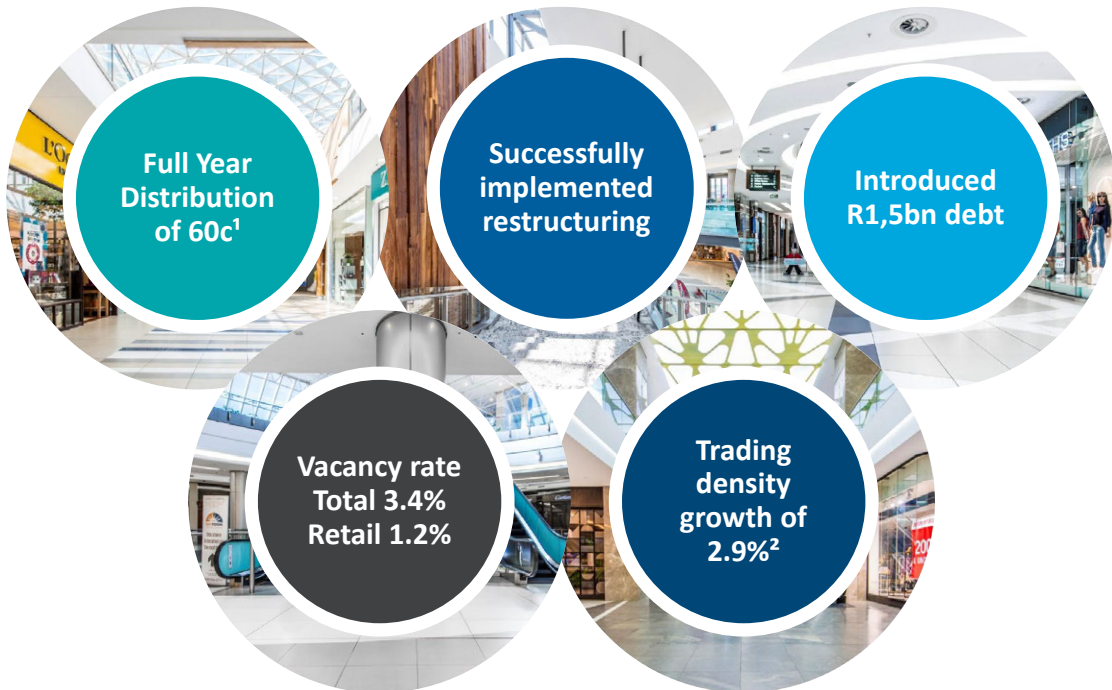 Full Year
Distribution
of 60c¹
Successfully
implemented
restructuring
Introduced
R1,5bn debt
Vacancy rate
Total 3.4%
Retail 1.2%
Trading
density
growth of
2.9%²
L'O
200